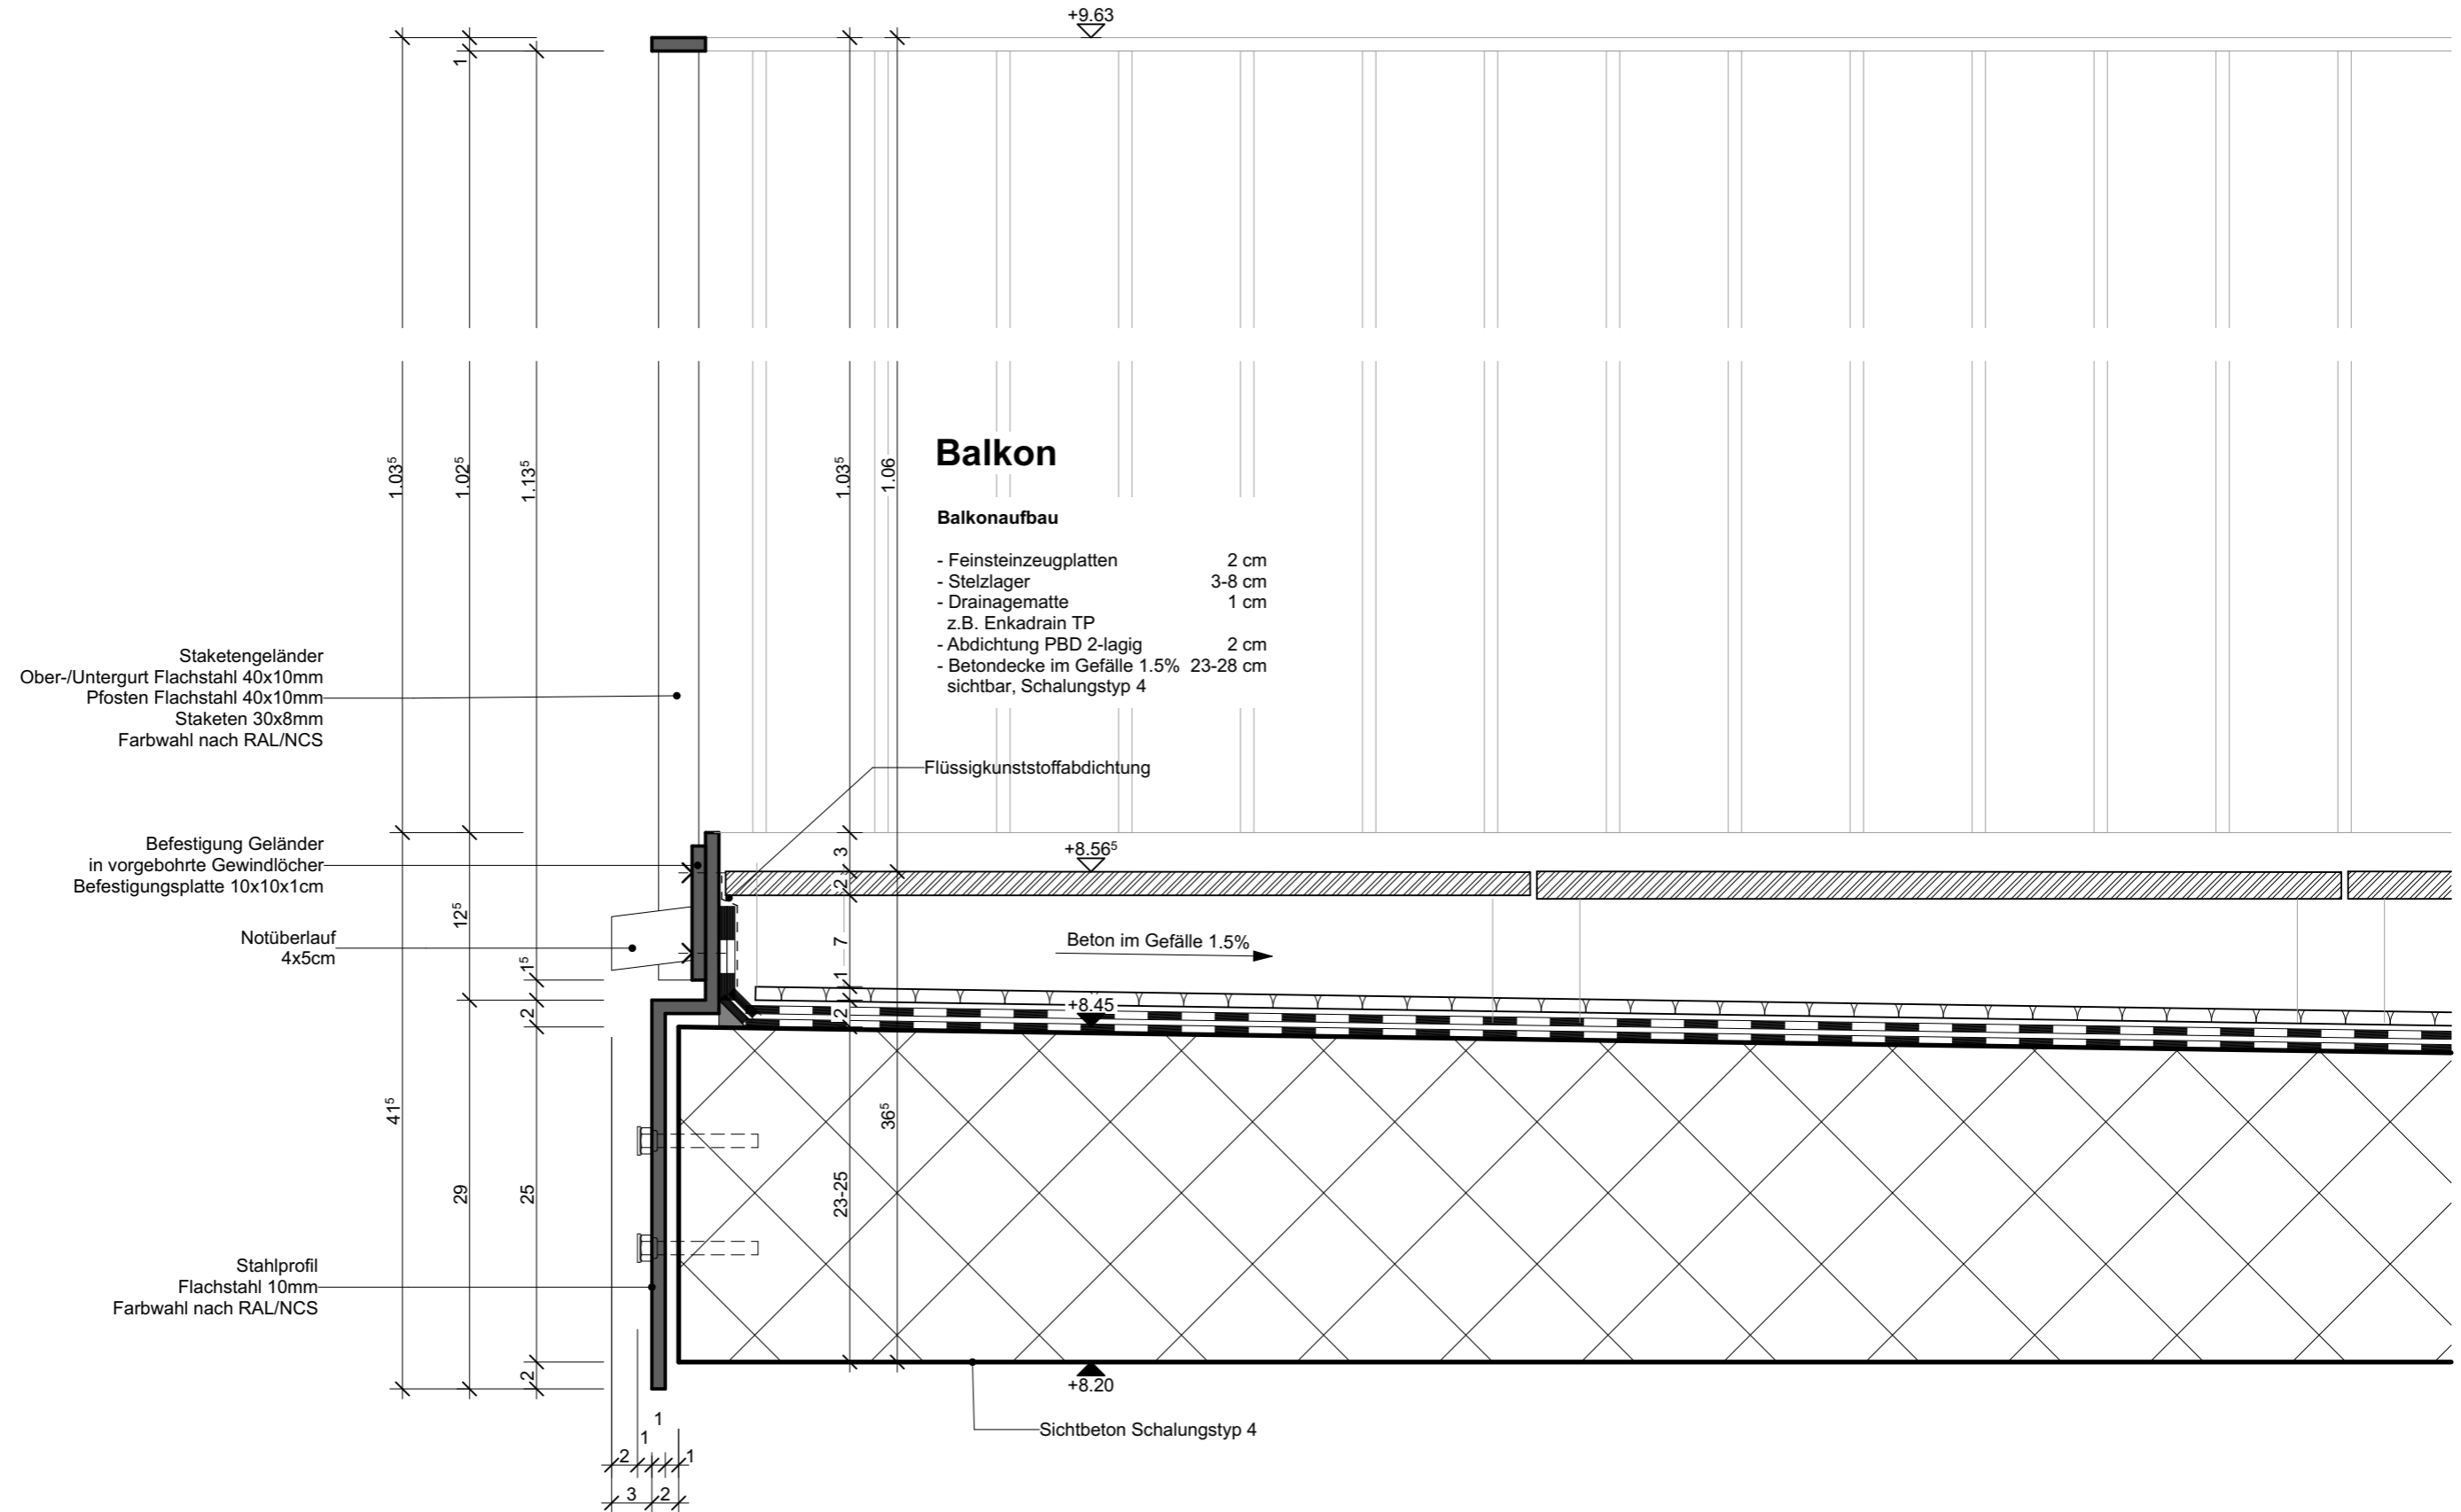 +9.63
1
1.03⁵
1.02⁵
1.13⁵
1.03⁵
1.06
Balkon
Balkonaufbau
- Feinsteinzeugplatten 2 cm
- Stelzlager 3-8 cm
- Drainagematte 1 cm
z.B. Enkadrain TP
- Abdichtung PBD 2-lagig 2 cm
- Betondecke im Gefälle 1.5% 23-28 cm
sichtbar, Schalungstyp 4
Staketengeländer
Ober-/Untergurt Flachstahl 40x10mm
Pfosten Flachstahl 40x10mm
Staketen 30x8mm
Farbwahl nach RAL/NCS
Flüssigkunststoffabdichtung
Befestigung Geländer
in vorgebohrte Gewindlöcher
Befestigungsplatte 10x10x1cm
3
+8.56⁵
2
12⁵
Notüberlauf
4x5cm
7
Beton im Gefälle 1.5%
1⁵
1
+8.45
2
2
41⁵
36⁵
29
25
23-25
Stahlprofil
Flachstahl 10mm
Farbwahl nach RAL/NCS
2
+8.20
Sichtbeton Schalungstyp 4
1
1
2
1
3
2